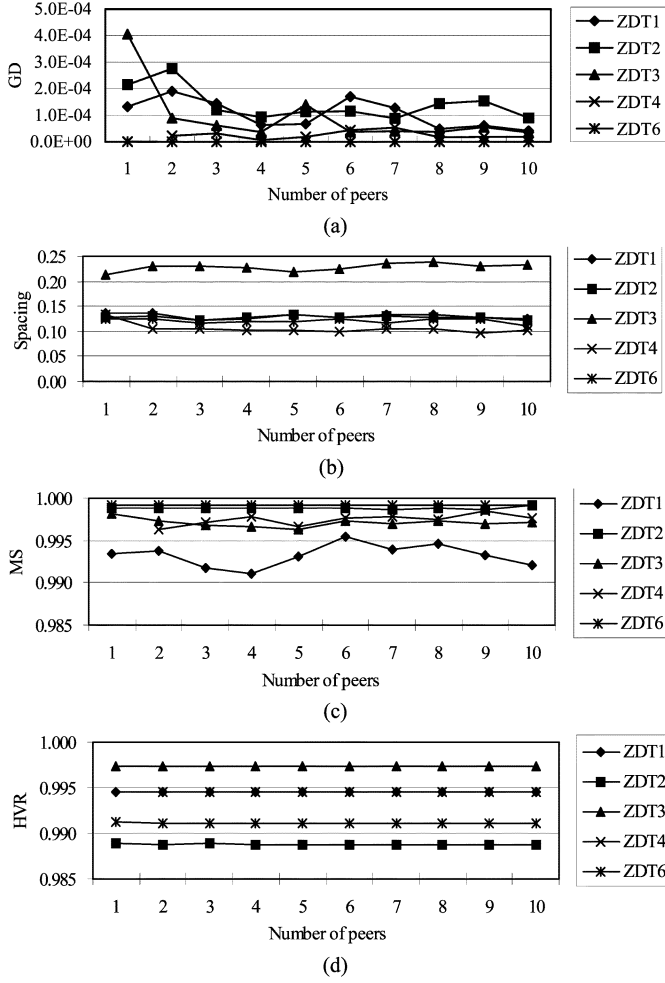 GD
5.0E-04
4.0E-04
3.0E-04
2.0E-04
1.0E-04
0.0E+00
1 2 3 4 5 6 7 8 9 10
Number of peers
ZDT1
ZDT2
ZDT3
ZDT4
ZDT6
(a)
Spacing
0.25
0.20
0.15
0.10
0.05
0.00
1 2 3 4 5 6 7 8 9 10
Number of peers
ZDT1
ZDT2
ZDT3
ZDT4
ZDT6
(b)
MS
1.000
0.995
0.990
0.985
1 2 3 4 5 6 7 8 9 10
Number of peers
ZDT1
ZDT2
ZDT3
ZDT4
ZDT6
(c)
HVR
1.000
0.995
0.990
0.985
1 2 3 4 5 6 7 8 9 10
Number of peers
ZDT1
ZDT2
ZDT3
ZDT4
ZDT6
(d)